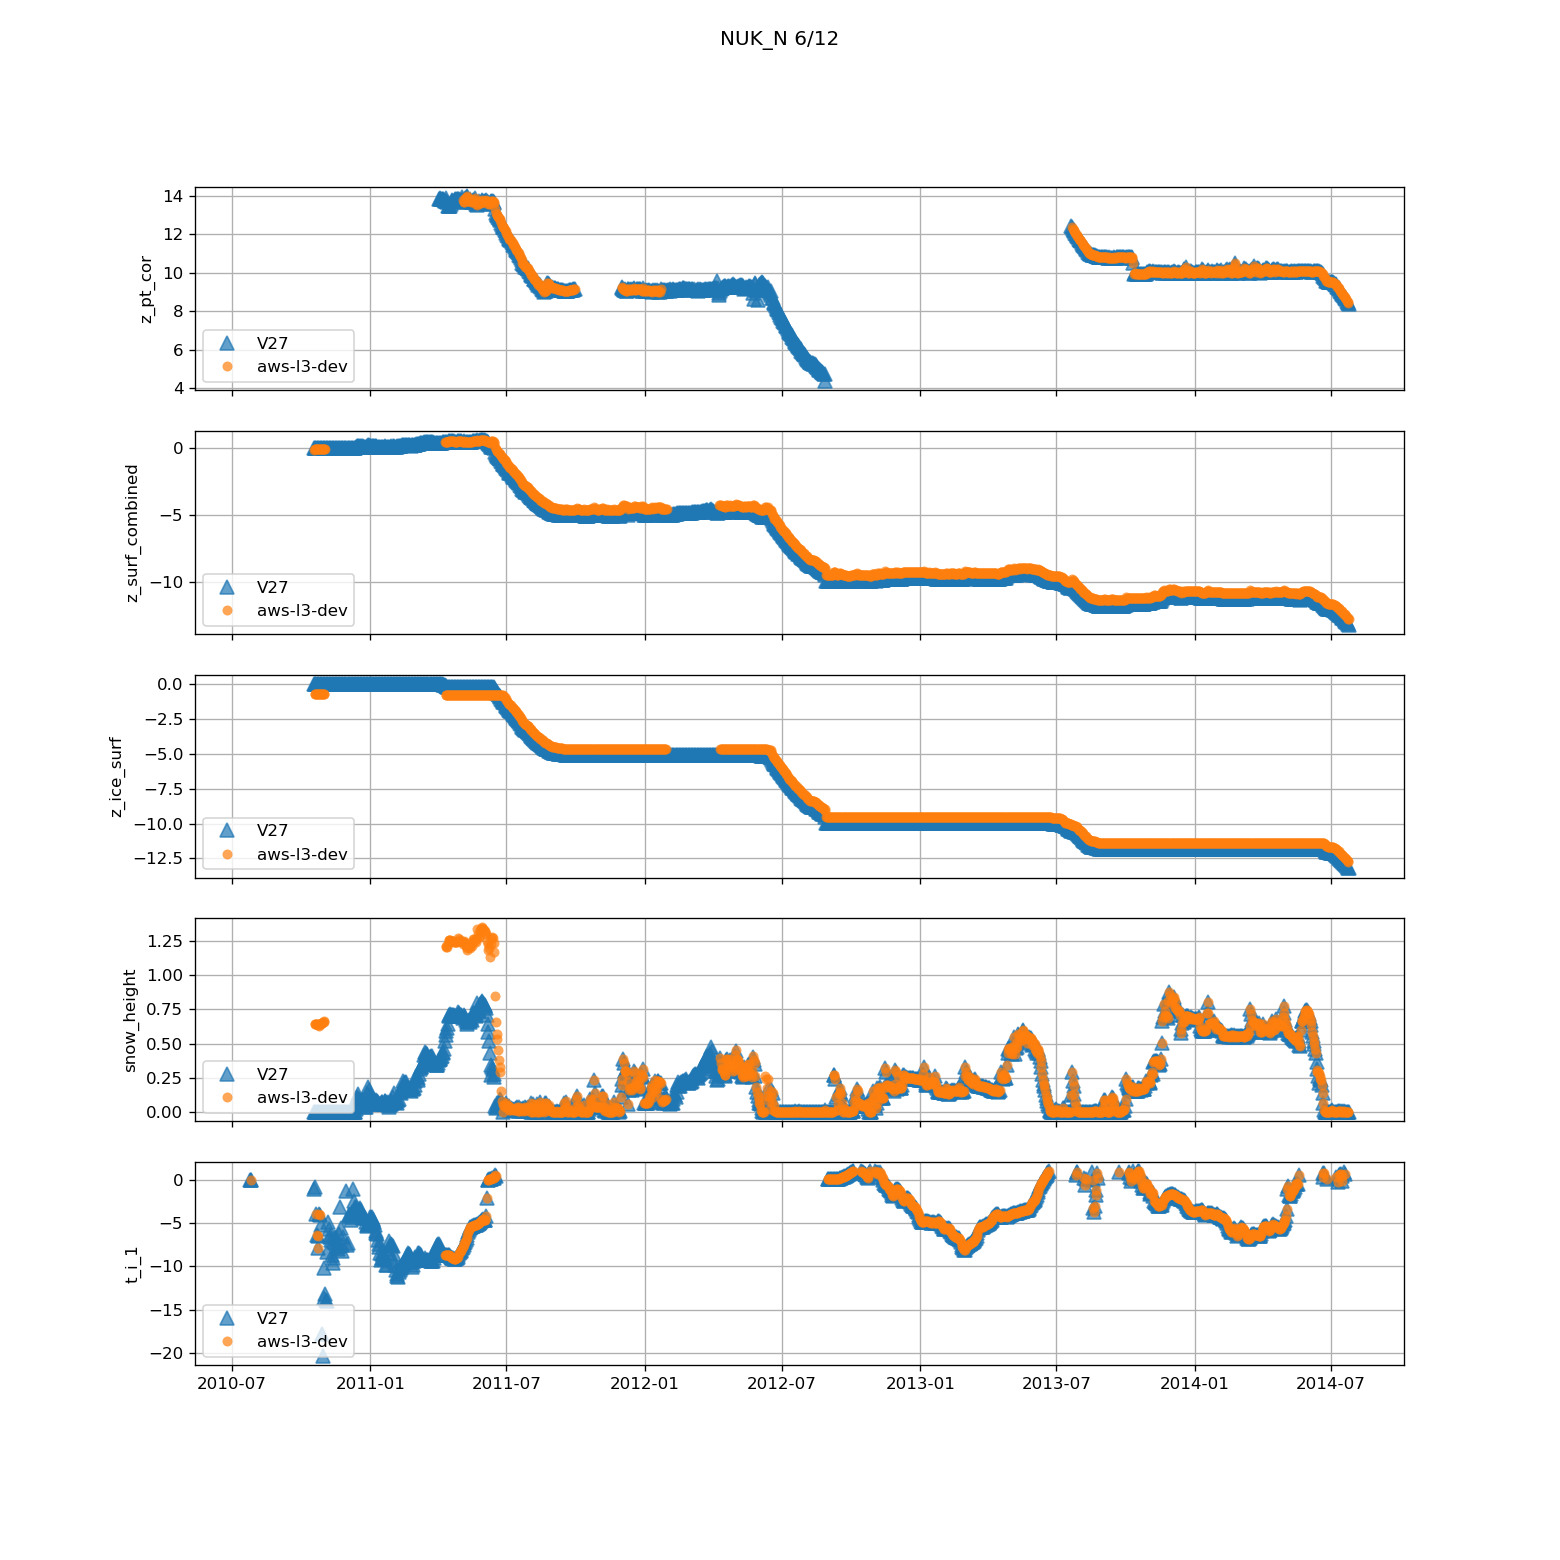 NUK_N 6/12
14
12
10
8
6
4
z_pt_cor
V27
aws-l3-dev
0
−5
−10
z_surf_combined
V27
aws-l3-dev
0.0
−2.5
−5.0
−7.5
−10.0
−12.5
z_ice_surf
V27
aws-l3-dev
1.25
1.00
0.75
0.50
0.25
0.00
snow_height
V27
aws-l3-dev
0
−5
−10
−15
−20
t_i_1
V27
aws-l3-dev
2010-07 2011-01 2011-07 2012-01 2012-07 2013-01 2013-07 2014-01 2014-07